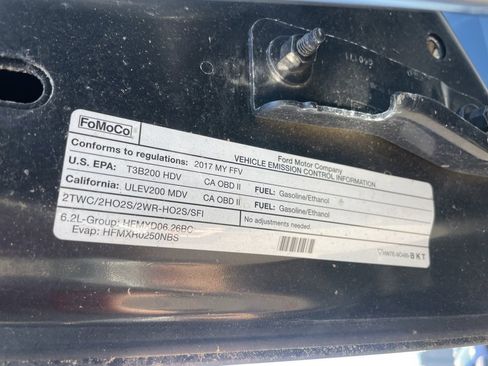 FoMoCo
Ford Motor Company
VEHICLE EMISSION CONTROL INFORMATION
Conforms to regulations: 2017 MY FFV
U.S. EPA: T3B200 HDV CA OBD II FUEL: Gasoline/Ethanol
California: ULEV200 MDV CA OBD II FUEL: Gasoline/Ethanol
2TWC/2HO2S/2WR-HO2S/SFI
No adjustments needed.
6.2L-Group: HFMYD06.26BC
Evap: HFMXR0250NBS
BKT